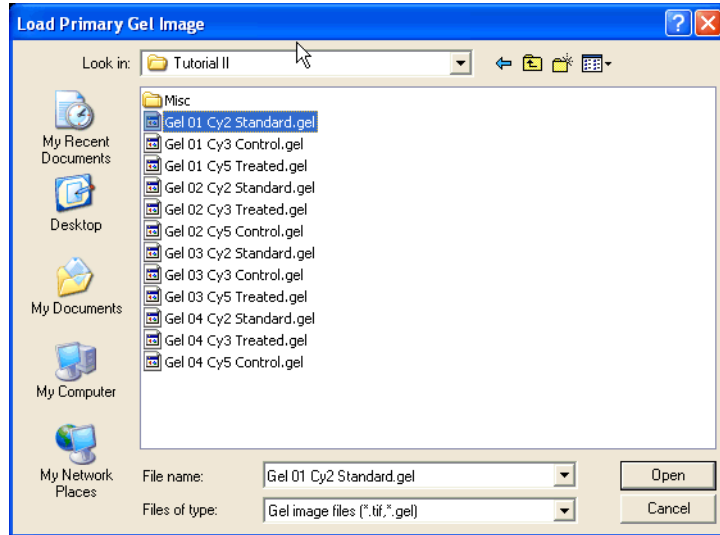 Load Primary Gel Image
Look in: Tutorial II
My Recent
Documents
Desktop
My Documents
My Computer
My Network
Places
Misc
Gel 01 Cy2 Standard.gel
Gel 01 Cy3 Control.gel
Gel 01 Cy5 Treated.gel
Gel 02 Cy2 Standard.gel
Gel 02 Cy3 Treated.gel
Gel 02 Cy5 Control.gel
Gel 03 Cy2 Standard.gel
Gel 03 Cy3 Control.gel
Gel 03 Cy5 Treated.gel
Gel 04 Cy2 Standard.gel
Gel 04 Cy3 Treated.gel
Gel 04 Cy5 Control.gel
File name: Gel 01 Cy2 Standard.gel Open
Files of type: Gel image files (*.tif,*.gel) Cancel